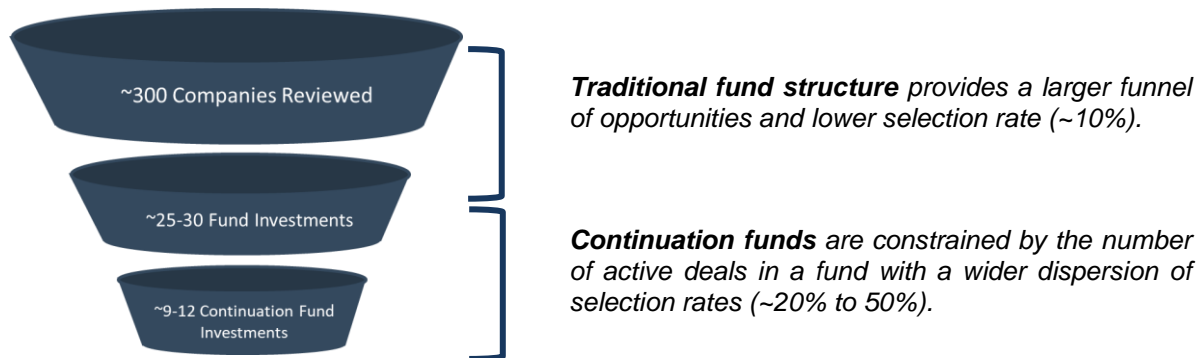 ~300 Companies Reviewed
~25-30 Fund Investments
~9-12 Continuation Fund
Investments
Traditional fund structure provides a larger funnel
of opportunities and lower selection rate (~10%).
Continuation funds are constrained by the number
of active deals in a fund with a wider dispersion of
selection rates (~20% to 50%).